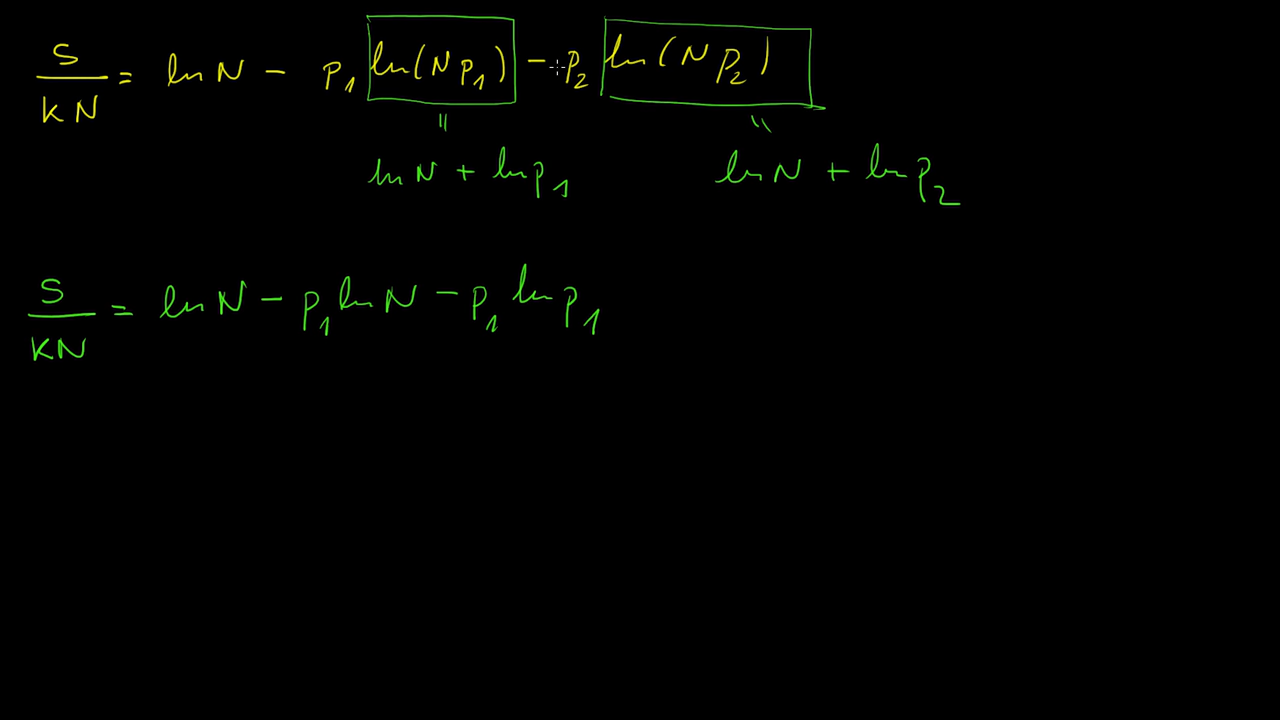 S/KN = ln N - p₁ ln(N p₁) - p₂ ln(N p₂)
॥ ॥
ln N + ln p₁ ln N + ln p₂
S/KN = ln N - p₁ ln N - p₁ ln p₁